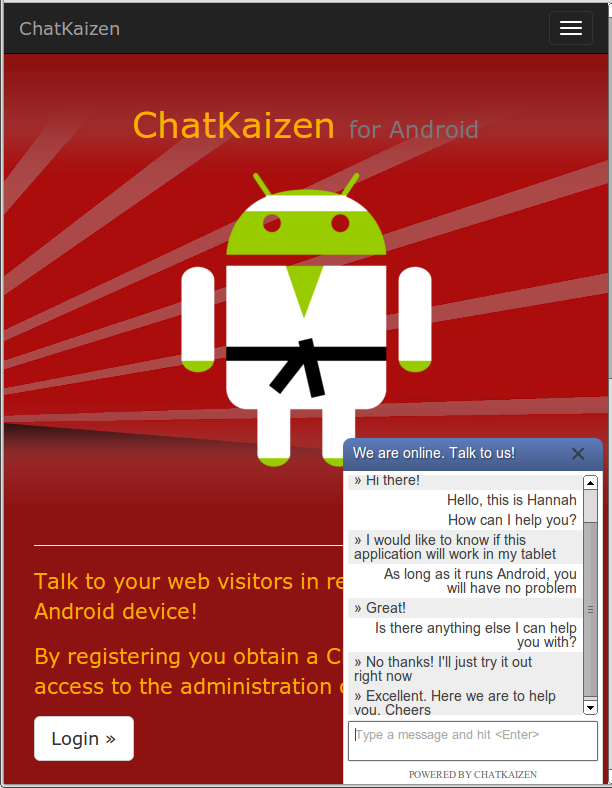 ChatKaizen
ChatKaizen for Android
Talk to your web visitors in re
Android device!
By registering you obtain a C
access to the administration
Login »
We are online. Talk to us!
» Hi there!
Hello, this is Hannah
How can I help you?
» I would like to know if this
application will work in my tablet
As long as it runs Android, you
will have no problem
» Great!
Is there anything else I can help
you with?
» No thanks! I'll just try it out
right now
» Excellent. Here we are to help
you. Cheers
Type a message and hit <Enter>
POWERED BY CHATKAIZEN